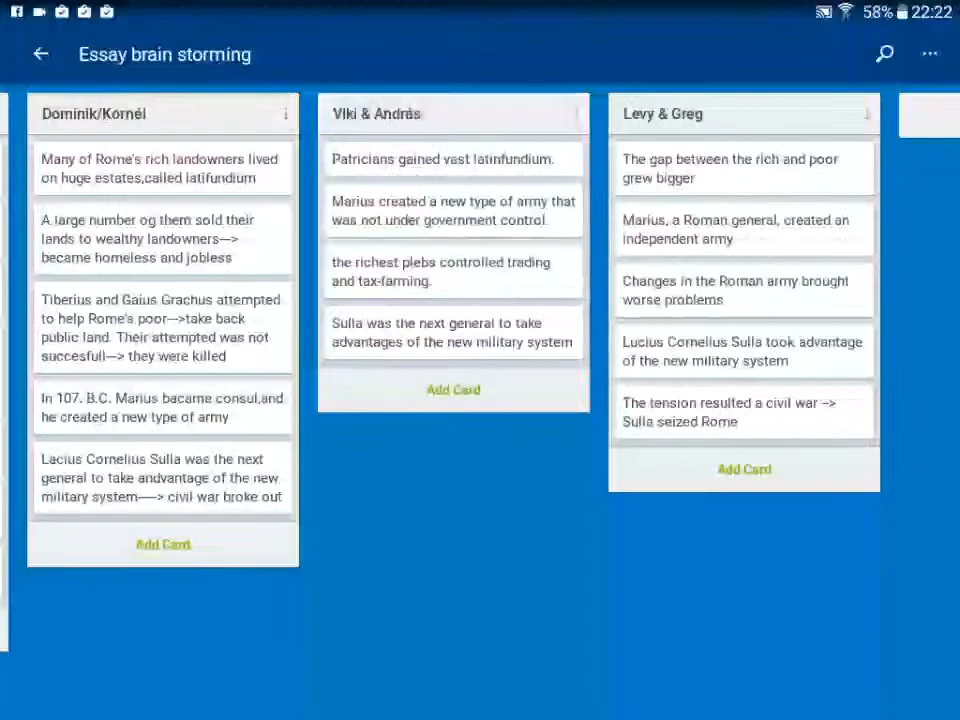 58% 22:22
Essay brain storming
Dominik/Kornél
Many of Rome's rich landowners lived
on huge estates,called latifundium
A large number og them sold their
lands to wealthy landowners—>
became homeless and jobless
Tiberius and Gaius Grachus attempted
to help Rome's poor—>take back
public land. Their attempted was not
succesfull—> they were killed
In 107. B.C. Marius bacame consul,and
he created a new type of army
Lacius Cornelius Sulla was the next
general to take andvantage of the new
military system——> civil war broke out
Add Card
Viki & András
Patricians gained vast latinfundium.
Marius created a new type of army that
was not under government control.
the richest plebs controlled trading
and tax-farming.
Sulla was the next general to take
advantages of the new military system
Add Card
Levy & Greg
The gap between the rich and poor
grew bigger
Marius, a Roman general, created an
independent army
Changes in the Roman army brought
worse problems
Lucius Cornelius Sulla took advantage
of the new military system
The tension resulted a civil war –>
Sulla seized Rome
Add Card